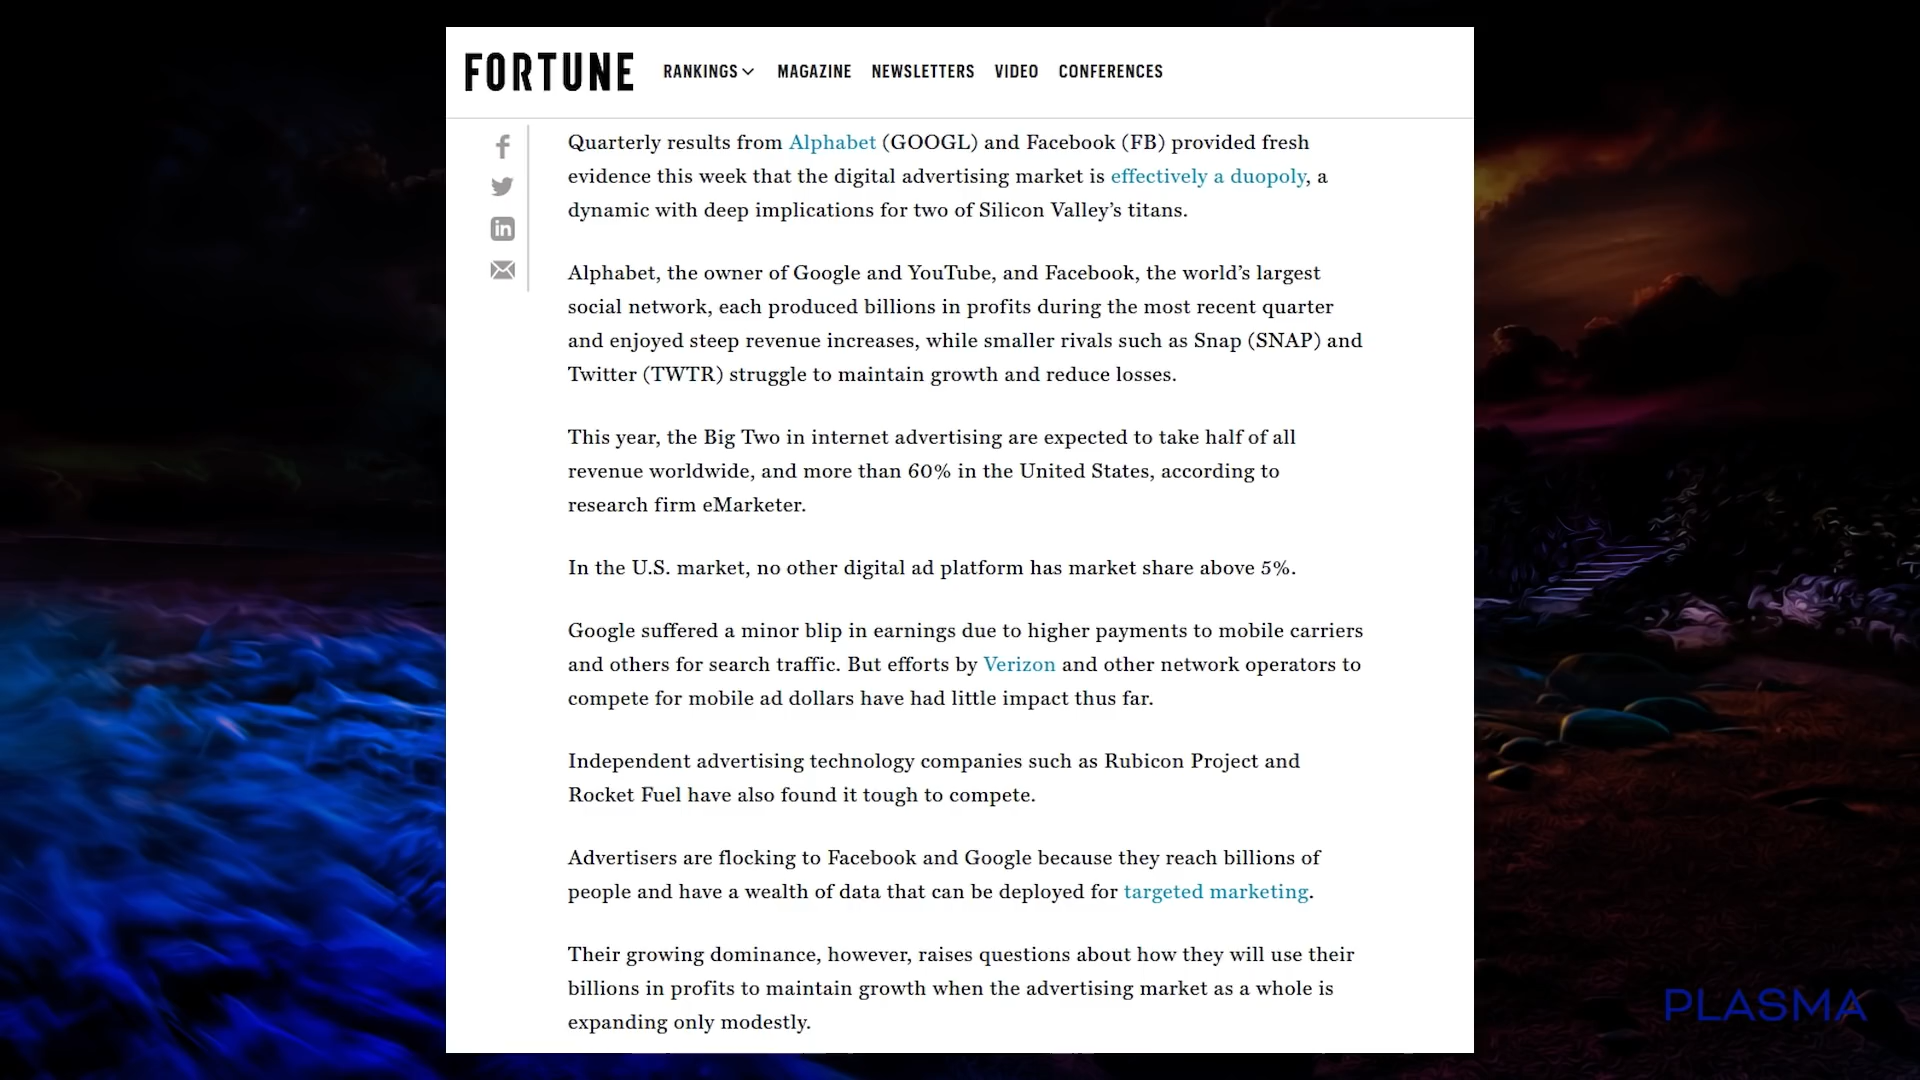 FORTUNE RANKINGS MAGAZINE NEWSLETTERS VIDEO CONFERENCES
Quarterly results from Alphabet (GOOGL) and Facebook (FB) provided fresh
evidence this week that the digital advertising market is effectively a duopoly, a
dynamic with deep implications for two of Silicon Valley’s titans.
Alphabet, the owner of Google and YouTube, and Facebook, the world’s largest
social network, each produced billions in profits during the most recent quarter
and enjoyed steep revenue increases, while smaller rivals such as Snap (SNAP) and
Twitter (TWTR) struggle to maintain growth and reduce losses.
This year, the Big Two in internet advertising are expected to take half of all
revenue worldwide, and more than 60% in the United States, according to
research firm eMarketer.
In the U.S. market, no other digital ad platform has market share above 5%.
Google suffered a minor blip in earnings due to higher payments to mobile carriers
and others for search traffic. But efforts by Verizon and other network operators to
compete for mobile ad dollars have had little impact thus far.
Independent advertising technology companies such as Rubicon Project and
Rocket Fuel have also found it tough to compete.
Advertisers are flocking to Facebook and Google because they reach billions of
people and have a wealth of data that can be deployed for targeted marketing.
Their growing dominance, however, raises questions about how they will use their
billions in profits to maintain growth when the advertising market as a whole is
expanding only modestly.
PLASMA